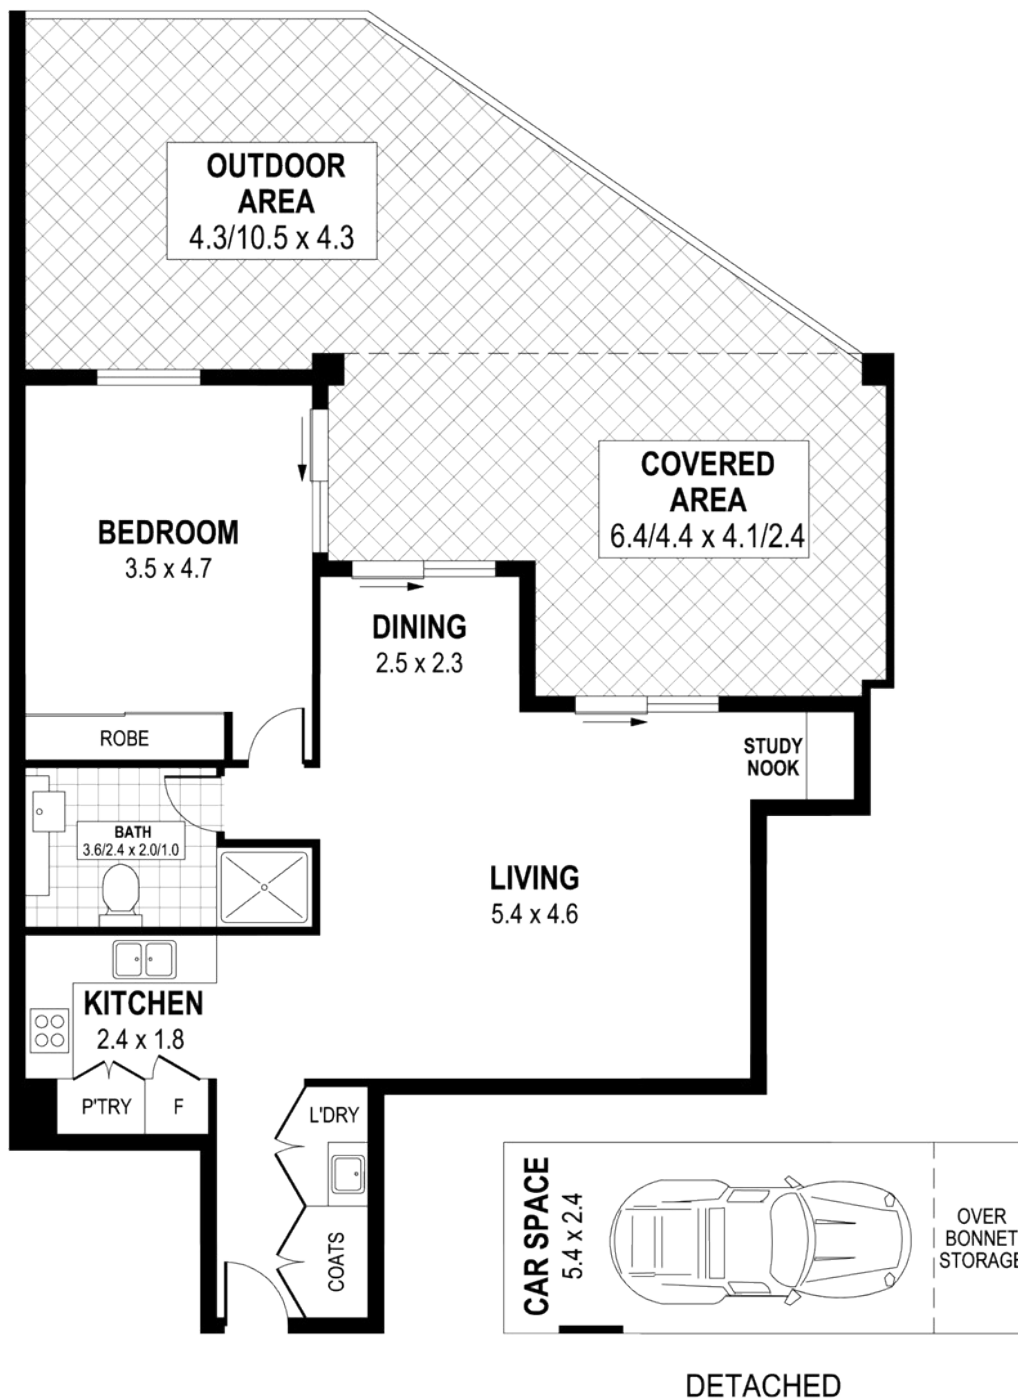 OUTDOOR
AREA
4.3/10.5 x 4.3
COVERED
AREA
6.4/4.4 x 4.1/2.4
BEDROOM
3.5 x 4.7
DINING
2.5 x 2.3
ROBE
STUDY
NOOK
BATH
3.6/2.4 x 2.0/1.0
LIVING
5.4 x 4.6
KITCHEN
2.4 x 1.8
P'TRY
F
L'DRY
COATS
CAR SPACE
5.4 x 2.4
OVER
BONNET
STORAGE
DETACHED